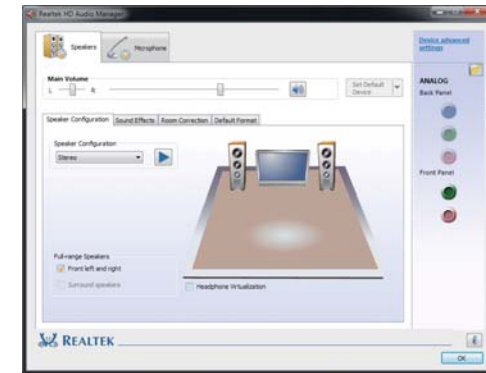 Realtek HD Audio Manager
Speakers
Microphone
Device advanced settings
Main Volume
L
R
Set Default Device
ANALOG
Back Panel
Speaker Configuration
Sound Effects
Room Correction
Default Format
Speaker Configuration
Stereo
Front Panel
Full-range Speakers
Front left and right
Surround speakers
Headphone Virtualization
REALTEK
OK